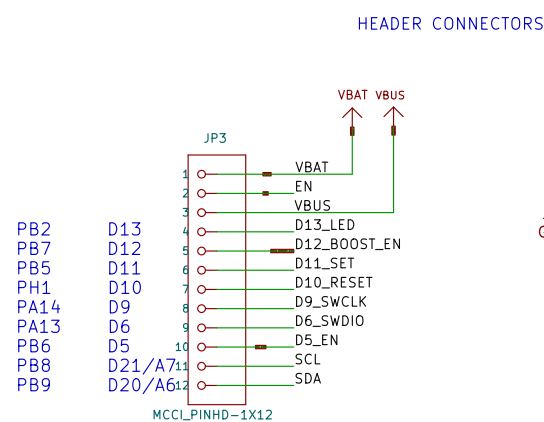 HEADER CONNECTORS
VBAT VBUS
JP3
1 VBAT
2 EN
3 VBUS
PB2 D13 4 D13_LED
PB7 D12 5 D12_BOOST_EN
PB5 D11 6 D11_SET
PH1 D10 7 D10_RESET
PA14 D9 8 D9_SWCLK
PA13 D6 9 D6_SWDIO
PB6 D5 10 D5_EN
PB8 D21/A7 11 SCL
PB9 D20/A6 12 SDA
MCCI_PINHD-1X12